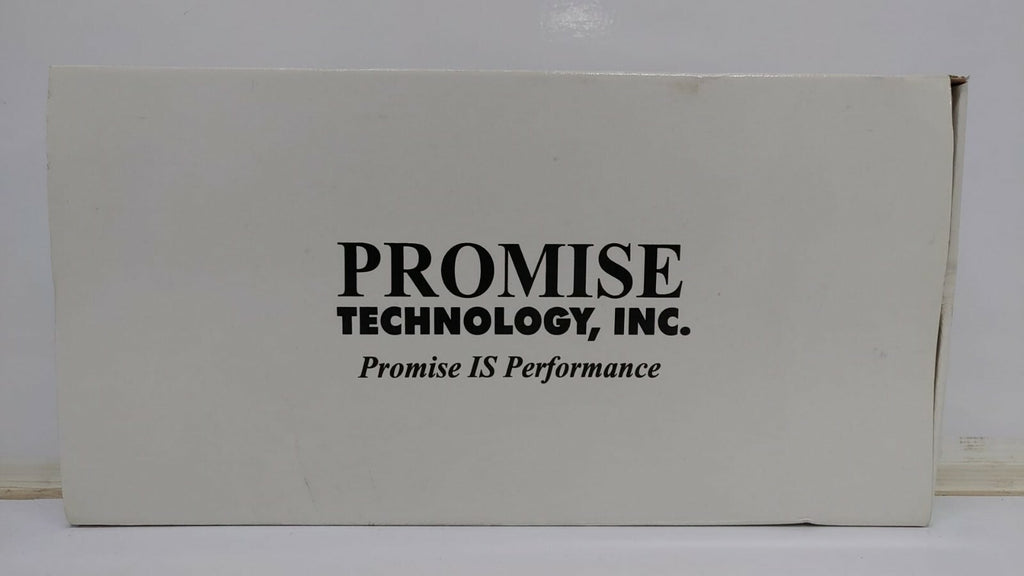 PROMISE
TECHNOLOGY, INC.
Promise IS Performance